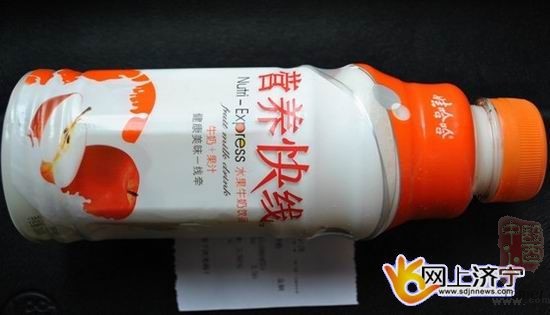 营养快线
Nutri-Express 水果牛奶饮品
fruit milk drink
牛奶+果汁
健康美味一线牵
娃哈哈
网上济宁
www.sdjnnews.com